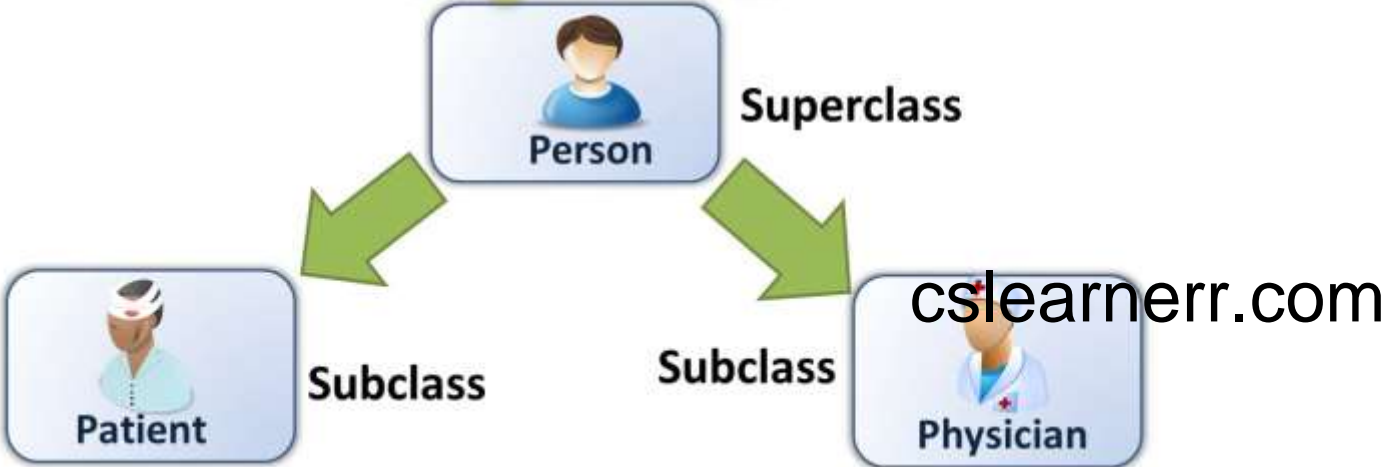 Person
Superclass
Patient
Subclass
Subclass
Physician
cslearnerr.com